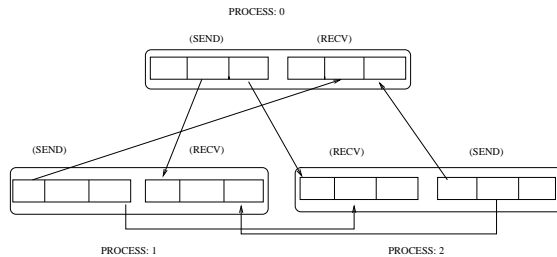 PROCESS: 0
(SEND) (RECV)
(SEND) (RECV) (RECV) (SEND)
PROCESS: 1 PROCESS: 2